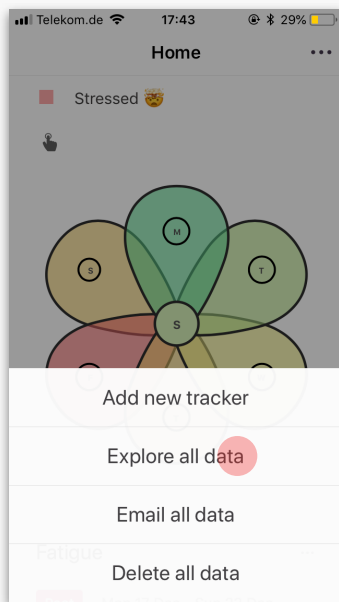 Telekom.de 17:43 29%
Home
Stressed 🤯
M
S
T
S
Add new tracker
Explore all data
Email all data
Fatigue
Delete all data